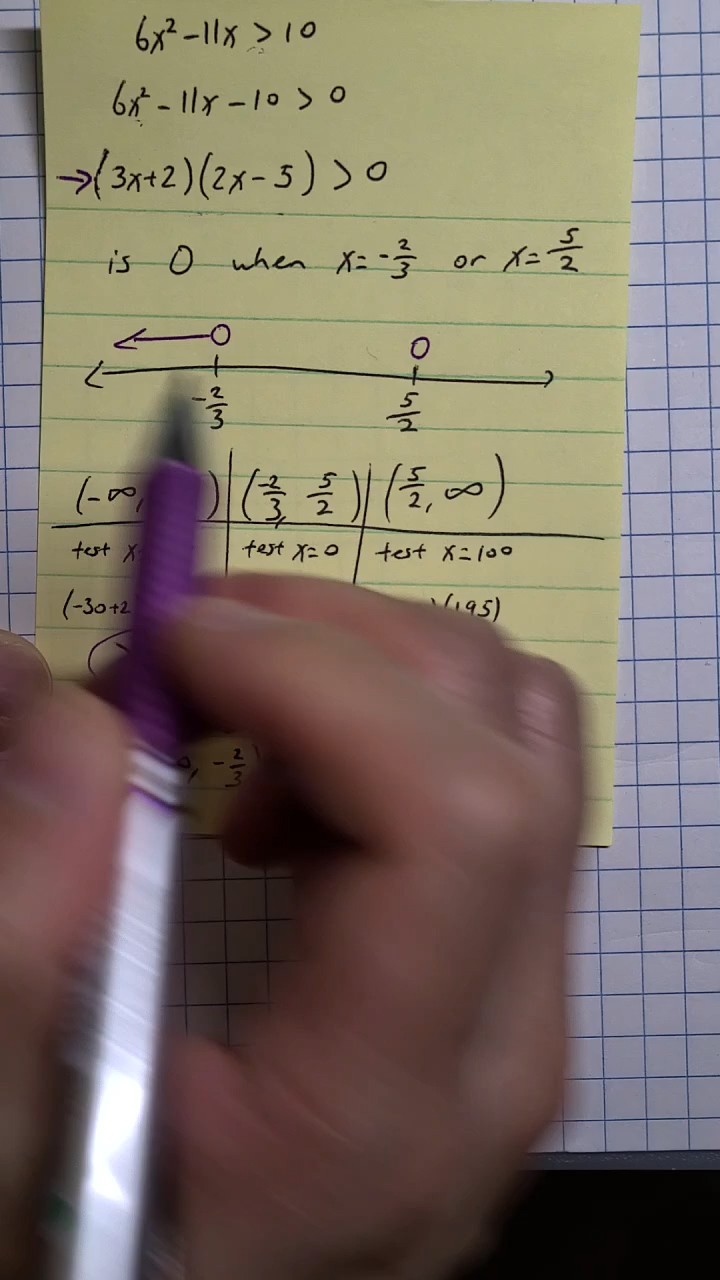 6x² - 11x > 10
6x² - 11x - 10 > 0
→(3x+2)(2x-5) > 0
is 0 when x = -2/3 or x = 5/2
-2/3 5/2
(-∞, ) (-2/3, 5/2) (5/2, ∞)
test x test x=0 test x=100
(-30+2 )(195)
, -2/3)